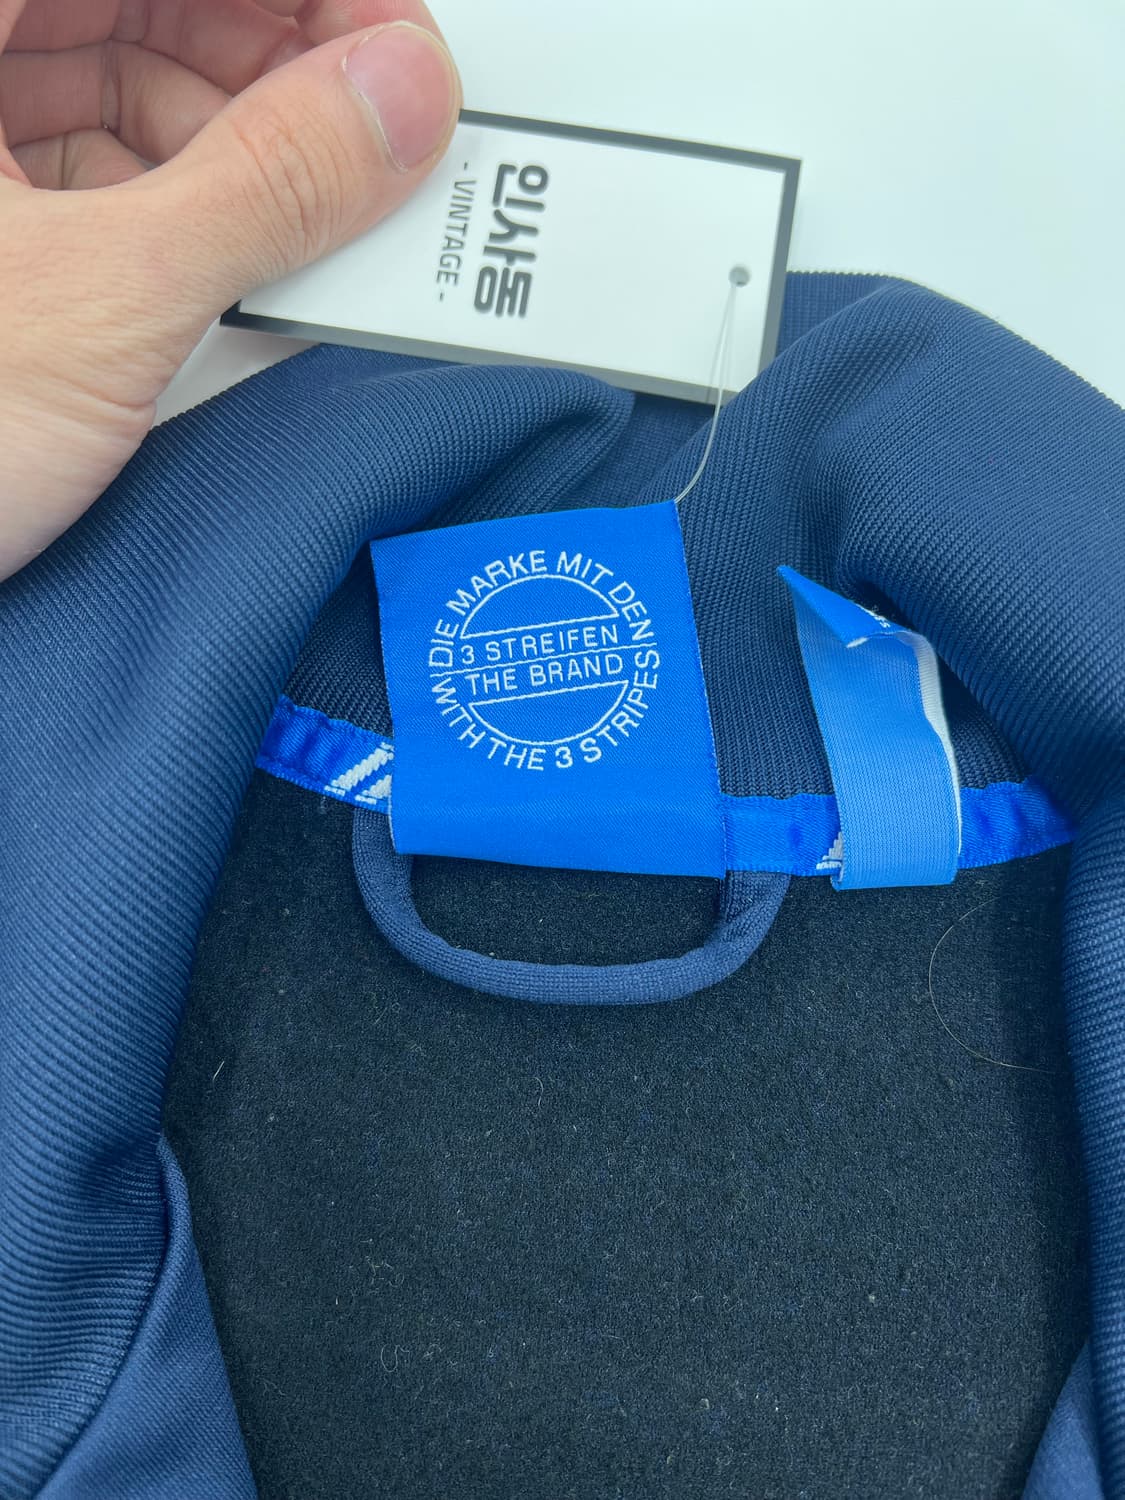 인사동
- VINTAGE -
DIE MARKE MIT DEN
3 STREIFEN
THE BRAND
WITH THE 3 STRIPES